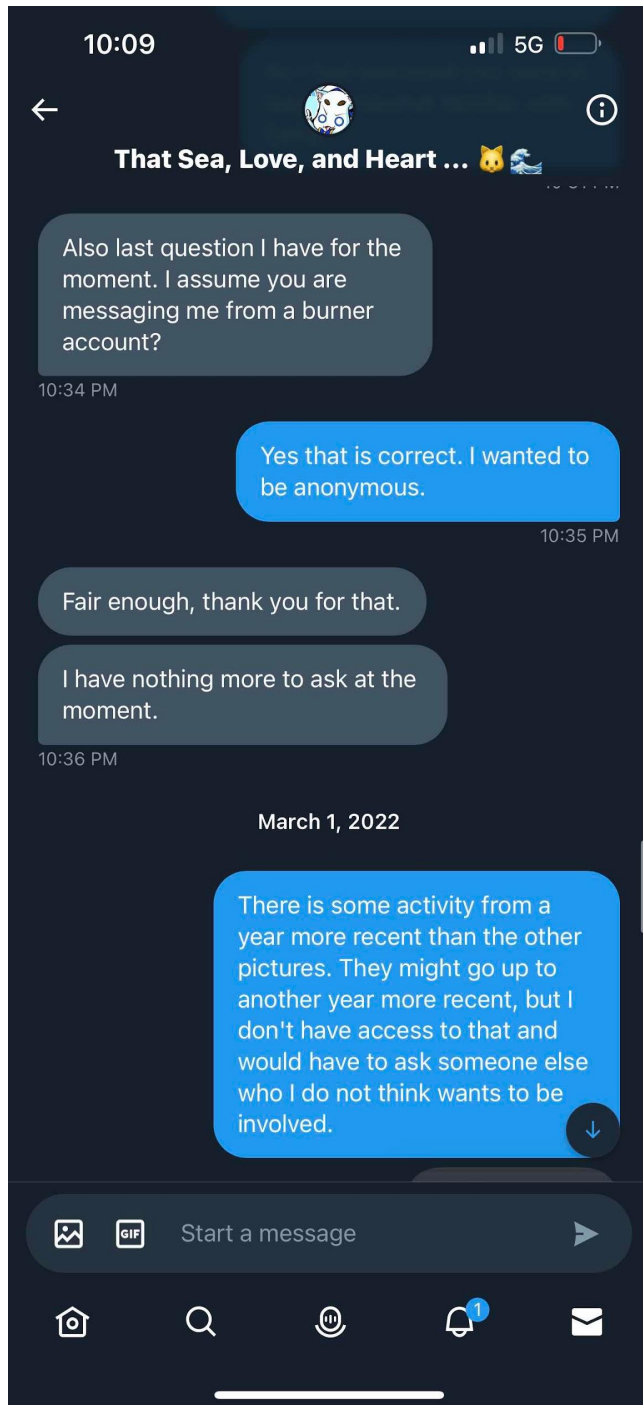 10:09
5G
That Sea, Love, and Heart ... 🐱🌊
Also last question I have for the
moment. I assume you are
messaging me from a burner
account?
10:34 PM
Yes that is correct. I wanted to
be anonymous.
10:35 PM
Fair enough, thank you for that.
I have nothing more to ask at the
moment.
10:36 PM
March 1, 2022
There is some activity from a
year more recent than the other
pictures. They might go up to
another year more recent, but I
don't have access to that and
would have to ask someone else
who I do not think wants to be
involved.
GIF
Start a message
1